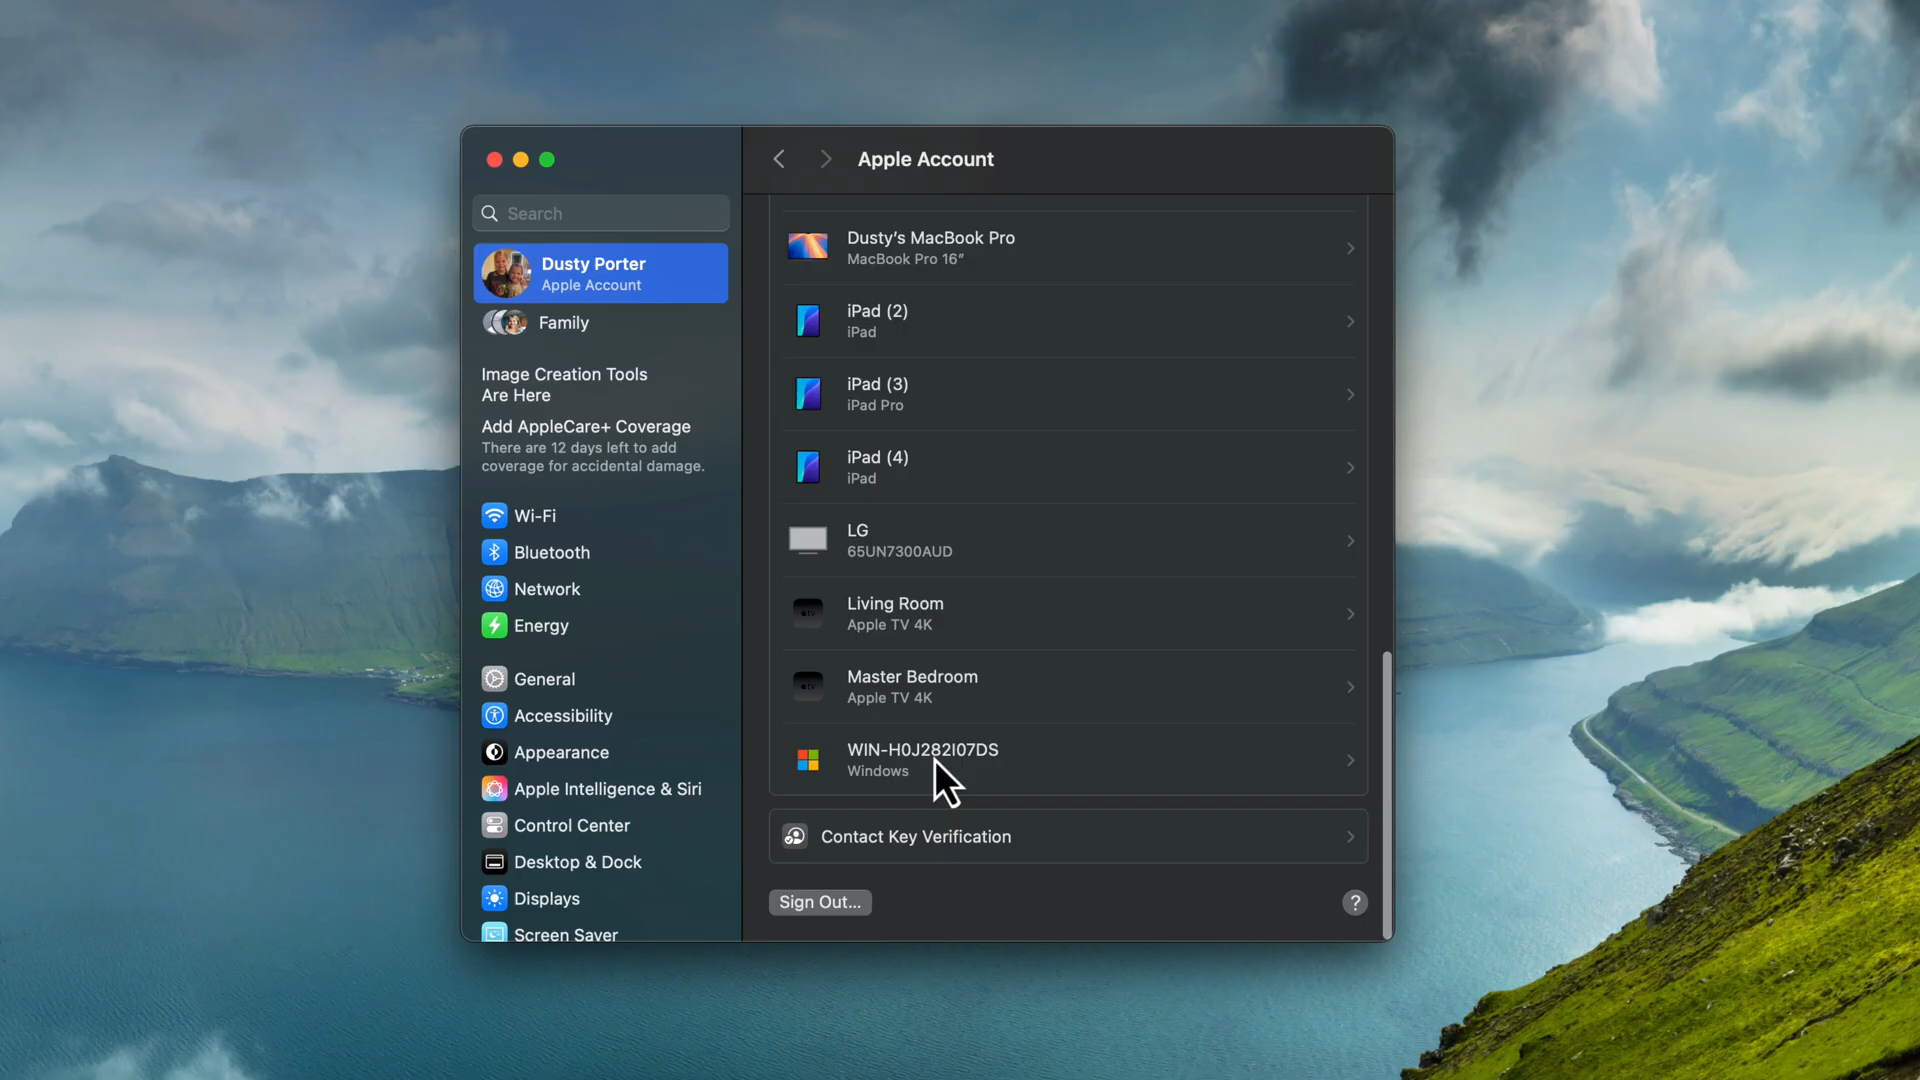 Search
Dusty Porter
Apple Account
Family
Image Creation Tools
Are Here
Add AppleCare+ Coverage
There are 12 days left to add
coverage for accidental damage.
Wi-Fi
Bluetooth
Network
Energy
General
Accessibility
Appearance
Apple Intelligence & Siri
Control Center
Desktop & Dock
Displays
Screen Saver
Apple Account
Dusty's MacBook Pro
MacBook Pro 16"
iPad (2)
iPad
iPad (3)
iPad Pro
iPad (4)
iPad
LG
65UN7300AUD
Living Room
Apple TV 4K
Master Bedroom
Apple TV 4K
WIN-H0J282I07DS
Windows
Contact Key Verification
Sign Out...
?